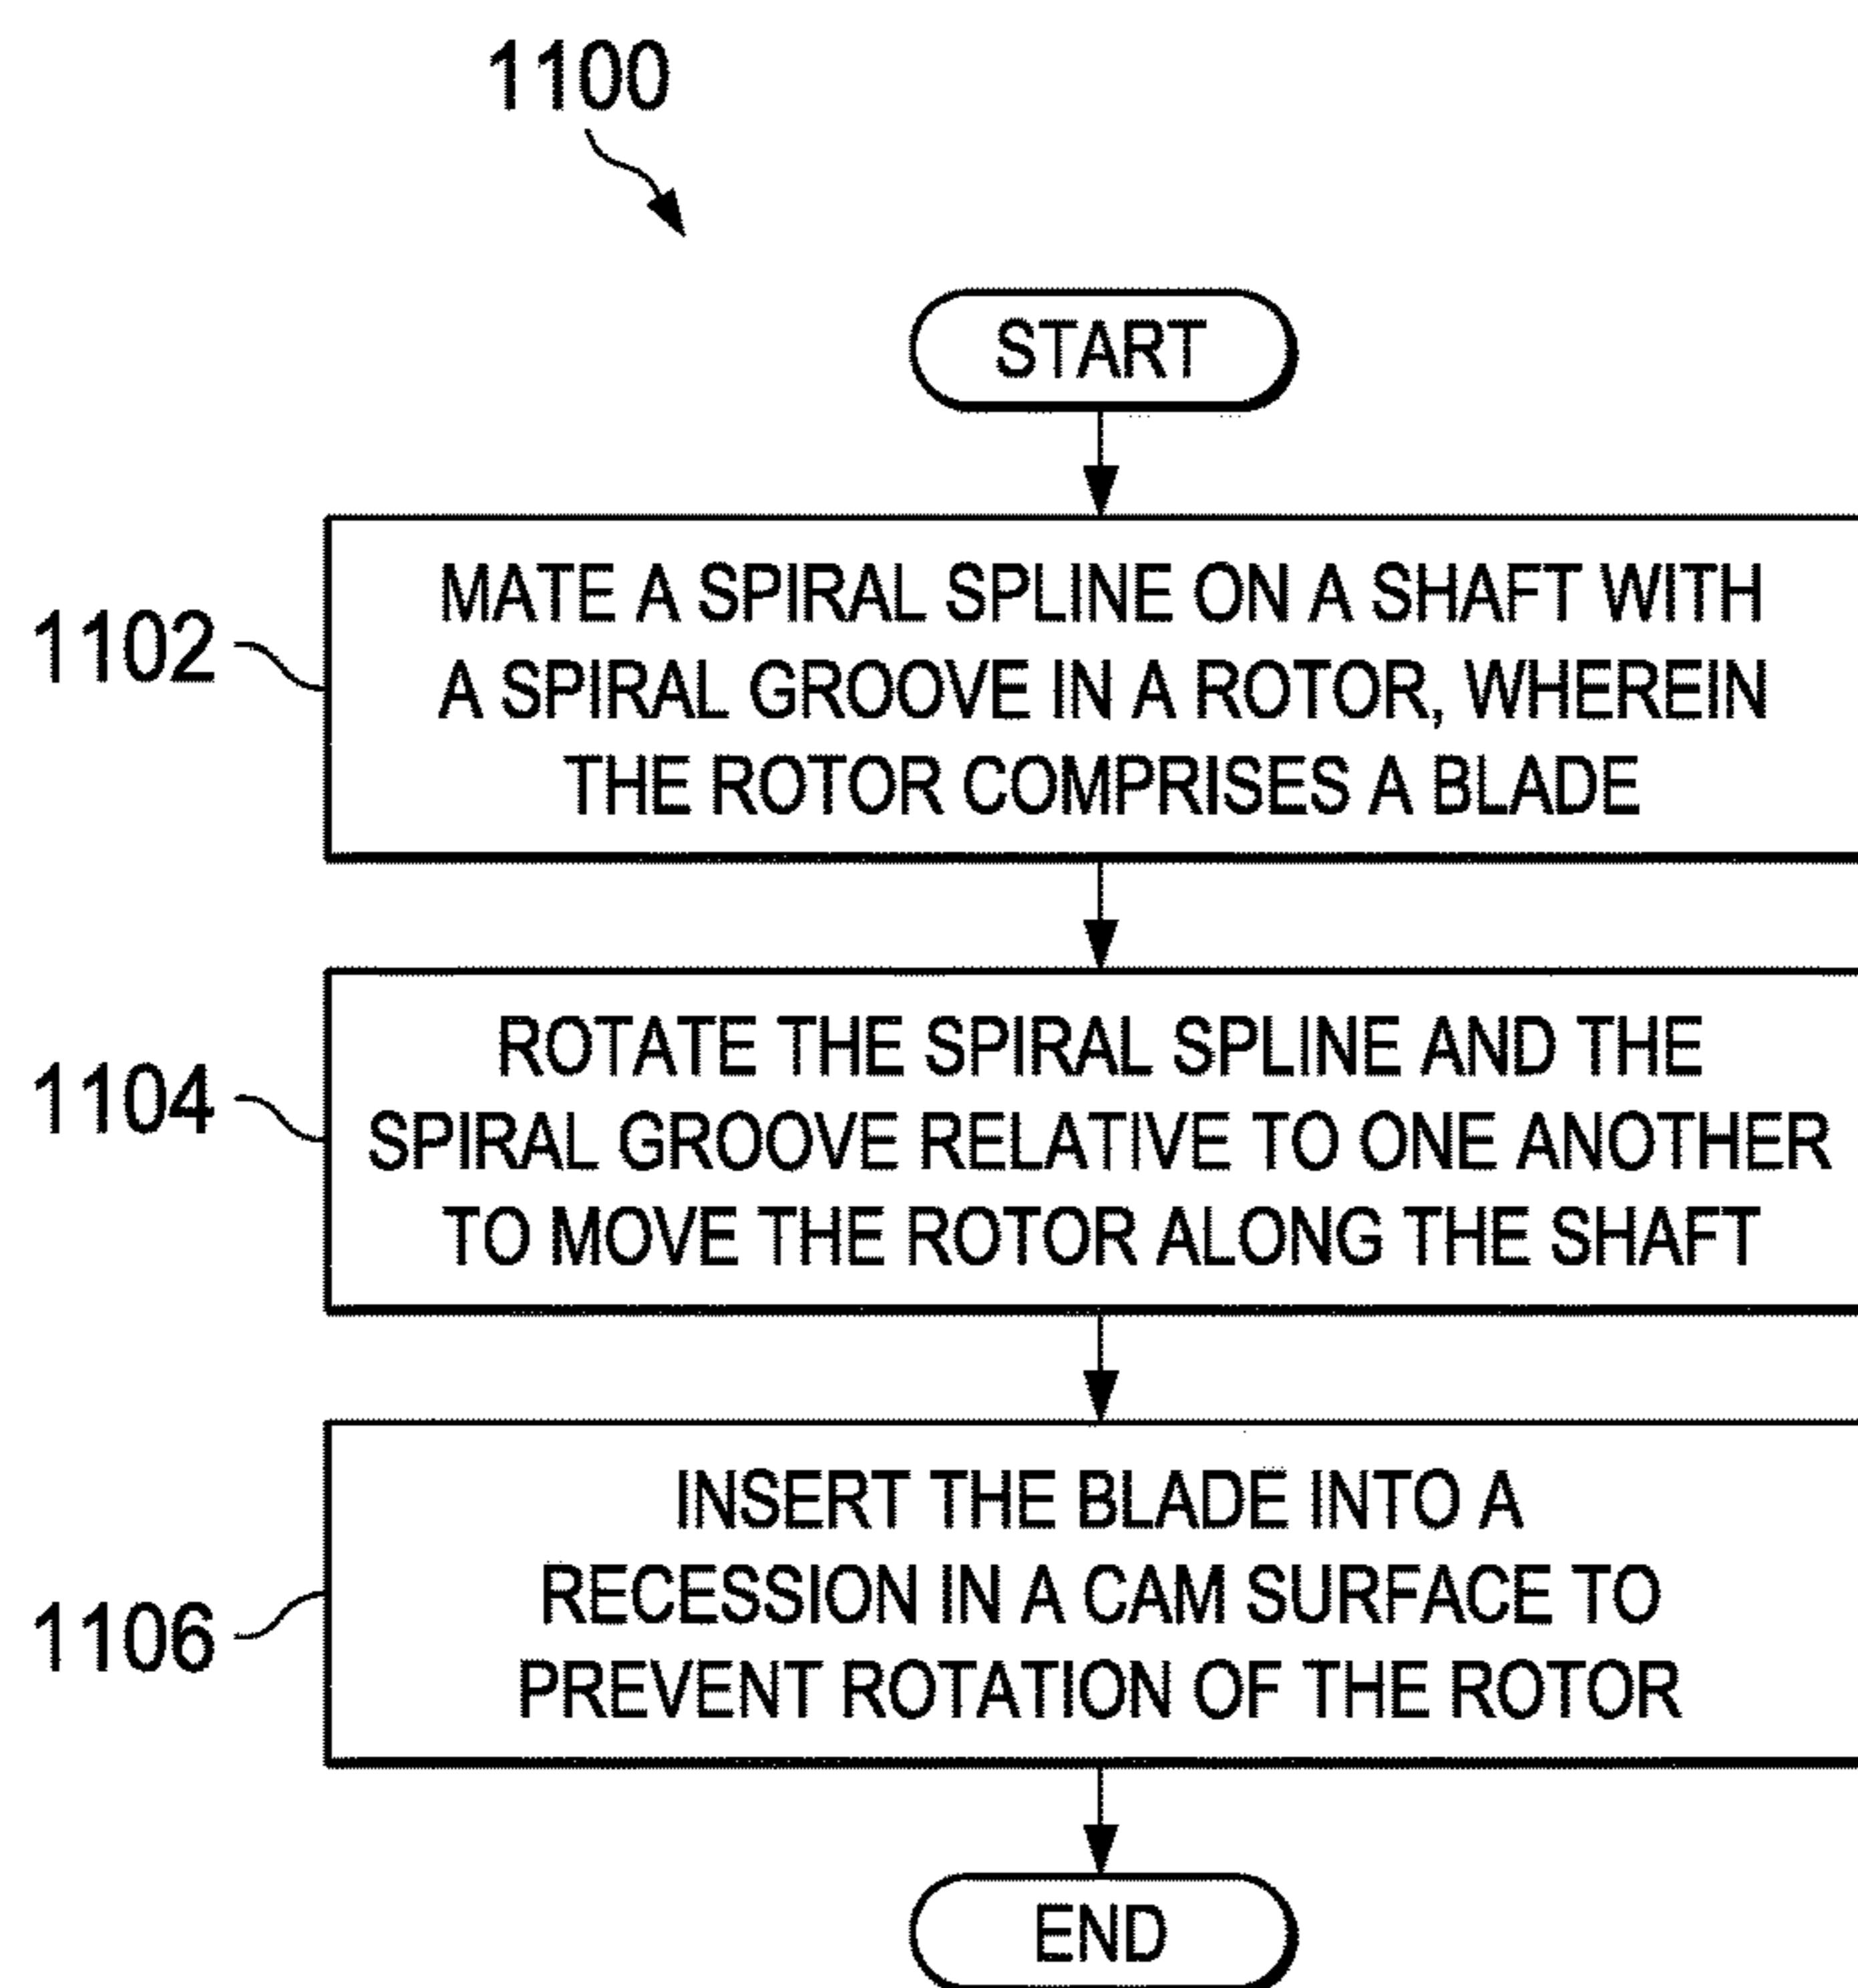 1100
START
1102
MATE A SPIRAL SPLINE ON A SHAFT WITH
A SPIRAL GROOVE IN A ROTOR, WHEREIN
THE ROTOR COMPRISES A BLADE
1104
ROTATE THE SPIRAL SPLINE AND THE
SPIRAL GROOVE RELATIVE TO ONE ANOTHER
TO MOVE THE ROTOR ALONG THE SHAFT
1106
INSERT THE BLADE INTO A
RECESSION IN A CAM SURFACE TO
PREVENT ROTATION OF THE ROTOR
END